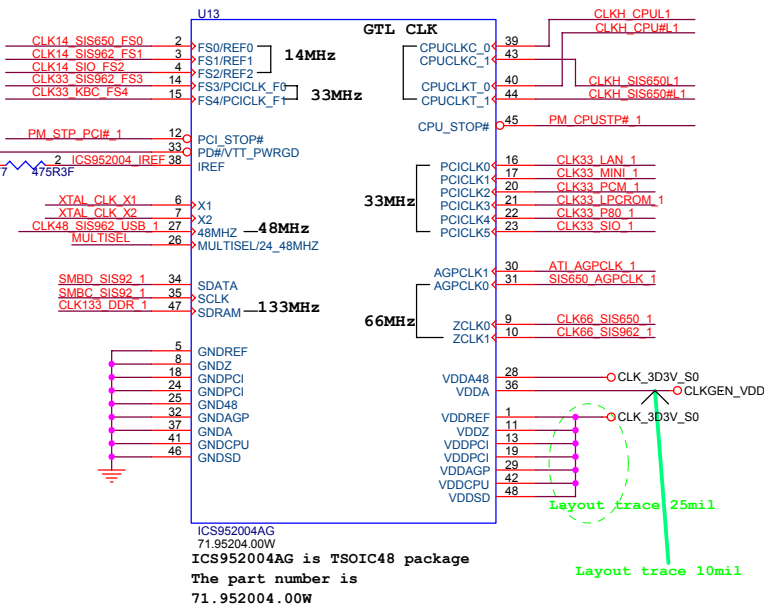 U13
GTL CLK
CLK14_SIS650_FS0 2 FS0/REF0
CLK14_SIS962_FS1 3 FS1/REF1
CLK14_SIO_FS2 4 FS2/REF2
14MHz
CLK33_SIS962_FS3 14 FS3/PCICLK_F0
CLK33_KBC_FS4 15 FS4/PCICLK_F1
33MHz
PM_STP_PCI#_1 12 PCI_STOP#
33 PD#/VTT_PWRGD
2 ICS952004_IREF 38 IREF
475R3F
XTAL_CLK_X1 6 X1
XTAL_CLK_X2 7 X2
CLK48_SIS962_USB_1 27 48MHZ
48MHz
MULTISEL 26 MULTISEL/24_48MHZ
SMBD_SIS92_1 34 SDATA
SMBC_SIS92_1 35 SCLK
CLK133_DDR_1 47 SDRAM
133MHz
5 GNDREF
8 GNDZ
18 GNDPCI
24 GNDPCI
25 GND48
32 GNDAGP
37 GNDA
41 GNDCPU
46 GNDSD
CPUCLKC_0 39 CLKH_CPUL1
CPUCLKC_1 43 CLKH_CPU#L1
CPUCLKT_0 40 CLKH_SIS650L1
CPUCLKT_1 44 CLKH_SIS650#L1
CPU_STOP# 45 PM_CPUSTP#_1
33MHz
PCICLK0 16 CLK33_LAN_1
PCICLK1 17 CLK33_MINI_1
PCICLK2 20 CLK33_PCM_1
PCICLK3 21 CLK33_LPCROM_1
PCICLK4 22 CLK33_P80_1
PCICLK5 23 CLK33_SIO_1
AGPCLK1 30 ATI_AGPCLK_1
AGPCLK0 31 SIS650_AGPCLK_1
66MHz
ZCLK0 9 CLK66_SIS650_1
ZCLK1 10 CLK66_SIS962_1
VDDA48 28 CLK_3D3V_S0
VDDA 36 CLKGEN_VDD
VDDREF 1 CLK_3D3V_S0
VDDZ 11
VDDPCI 13
VDDPCI 19
VDDAGP 29
VDDCPU 42
VDDSD 48
Layout trace 25mil
Layout trace 10mil
ICS952004AG
71.95204.00W
ICS952004AG is TSOIC48 package
The part number is
71.952004.00W